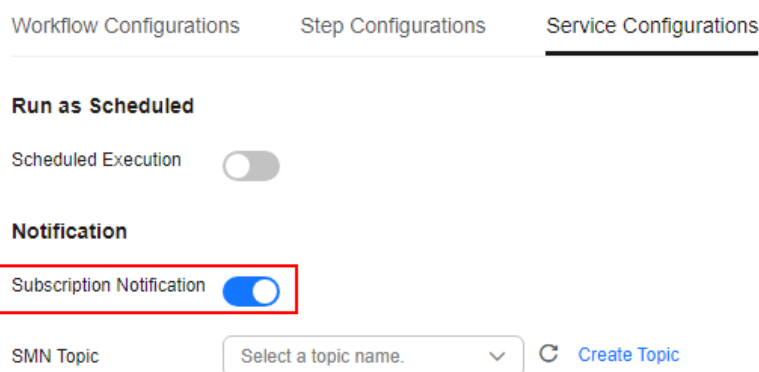 Workflow Configurations Step Configurations Service Configurations
Run as Scheduled
Scheduled Execution
Notification
Subscription Notification
SMN Topic Select a topic name. Create Topic